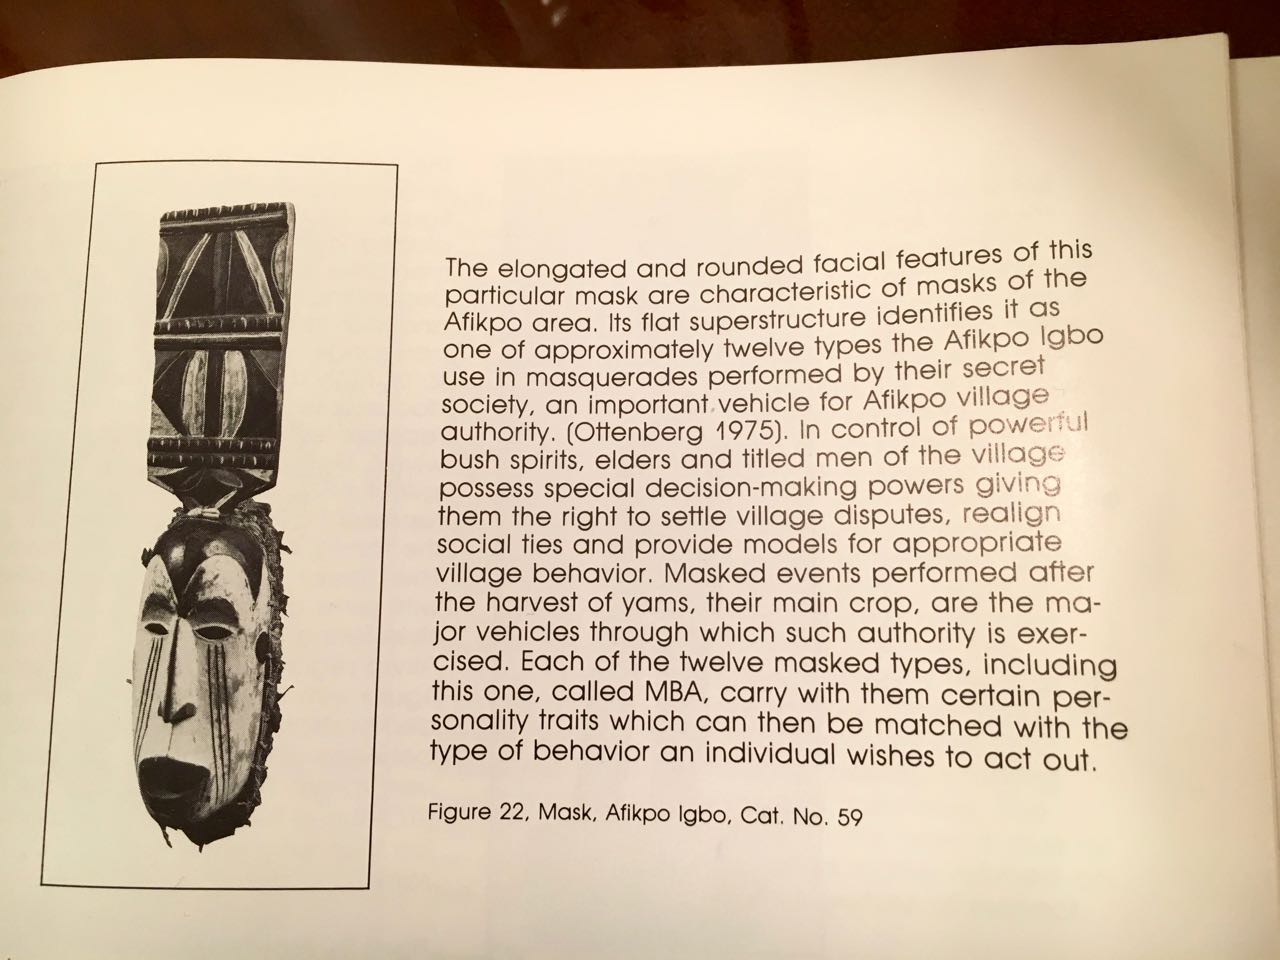 The elongated and rounded facial features of this
particular mask are characteristic of masks of the
Afikpo area. Its flat superstructure identifies it as
one of approximately twelve types the Afikpo Igbo
use in masquerades performed by their secret
society, an important vehicle for Afikpo village
authority. (Ottenberg 1975). In control of powerful
bush spirits, elders and titled men of the village
possess special decision-making powers giving
them the right to settle village disputes, realign
social ties and provide models for appropriate
village behavior. Masked events performed after
the harvest of yams, their main crop, are the ma-
jor vehicles through which such authority is exer-
cised. Each of the twelve masked types, including
this one, called MBA, carry with them certain per-
sonality traits which can then be matched with the
type of behavior an individual wishes to act out.
Figure 22, Mask, Afikpo Igbo, Cat. No. 59